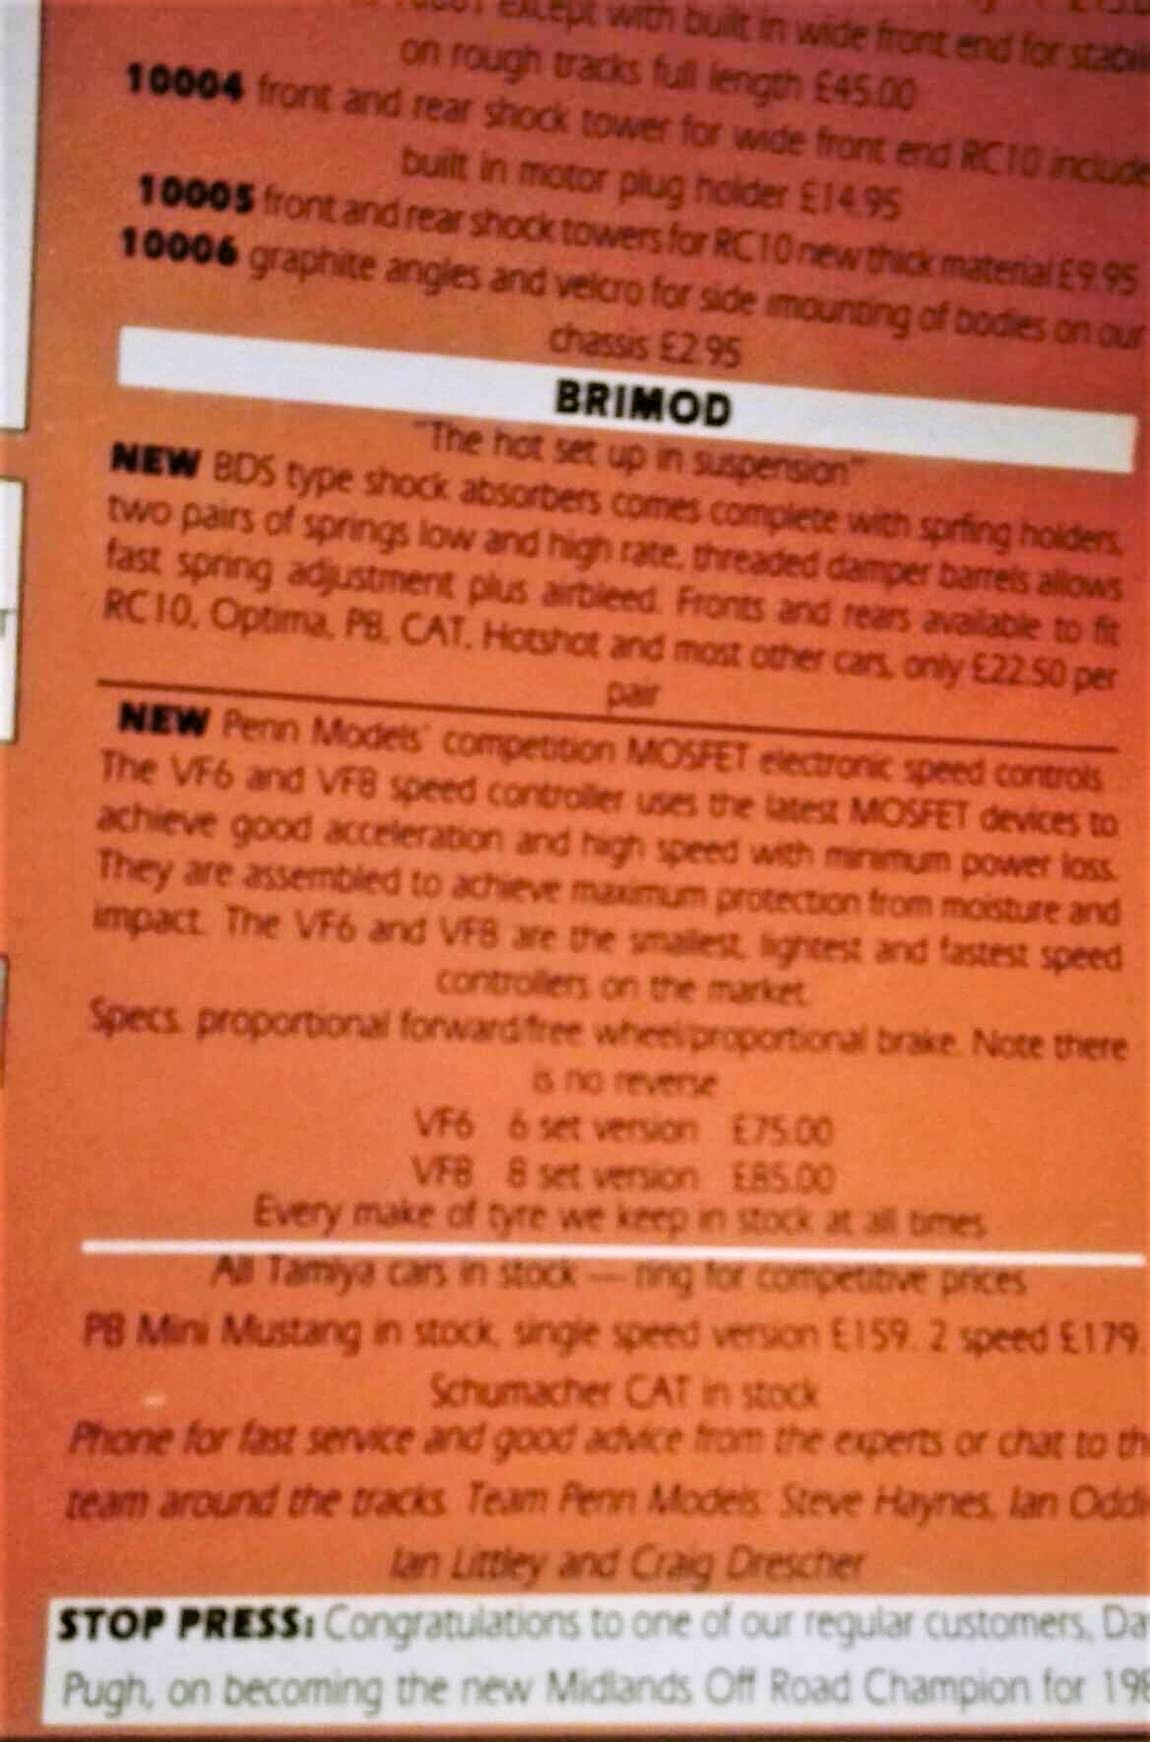 except with built in wide front end for
on rough tracks full length £45.00
10004 front and rear shock tower for wide front end RC10 include
built in motor plug holder £14.95
10005 front and rear shock towers for RC10 new thick material £9.95
10006 graphite angles and velcro for side mounting of bodies on our
chassis £2.95
BRIMOD
"The hot set up in suspension"
NEW BDS type shock absorbers comes complete with sprfing holders,
two pairs of springs low and high rate, threaded damper barrels allows
fast spring adjustment plus airbleed. Fronts and rears available to fit
RC10, Optima, PB, CAT, Hotshot and most other cars, only £22.50 per
pair
NEW Penn Models' competition MOSFET electronic speed controls
The VF6 and VF8 speed controller uses the latest MOSFET devices to
achieve good acceleration and high speed with minimum power loss.
They are assembled to achieve maximum protection from moisture and
impact. The VF6 and VF8 are the smallest, lightest and fastest speed
controllers on the market.
Specs. proportional forward/free wheel/proportional brake. Note there
is no reverse
VF6 6 set version £75.00
VF8 8 set version £85.00
Every make of tyre we keep in stock at all times
All Tamiya cars in stock — ring for competitive prices
PB Mini Mustang in stock, single speed version £159. 2 speed £179.
Schumacher CAT in stock
Phone for fast service and good advice from the experts or chat to th
team around the tracks. Team Penn Models: Steve Haynes, Ian Oddi
Ian Littley and Craig Drescher
STOP PRESS: Congratulations to one of our regular customers, Da
Pugh, on becoming the new Midlands Off Road Champion for 198